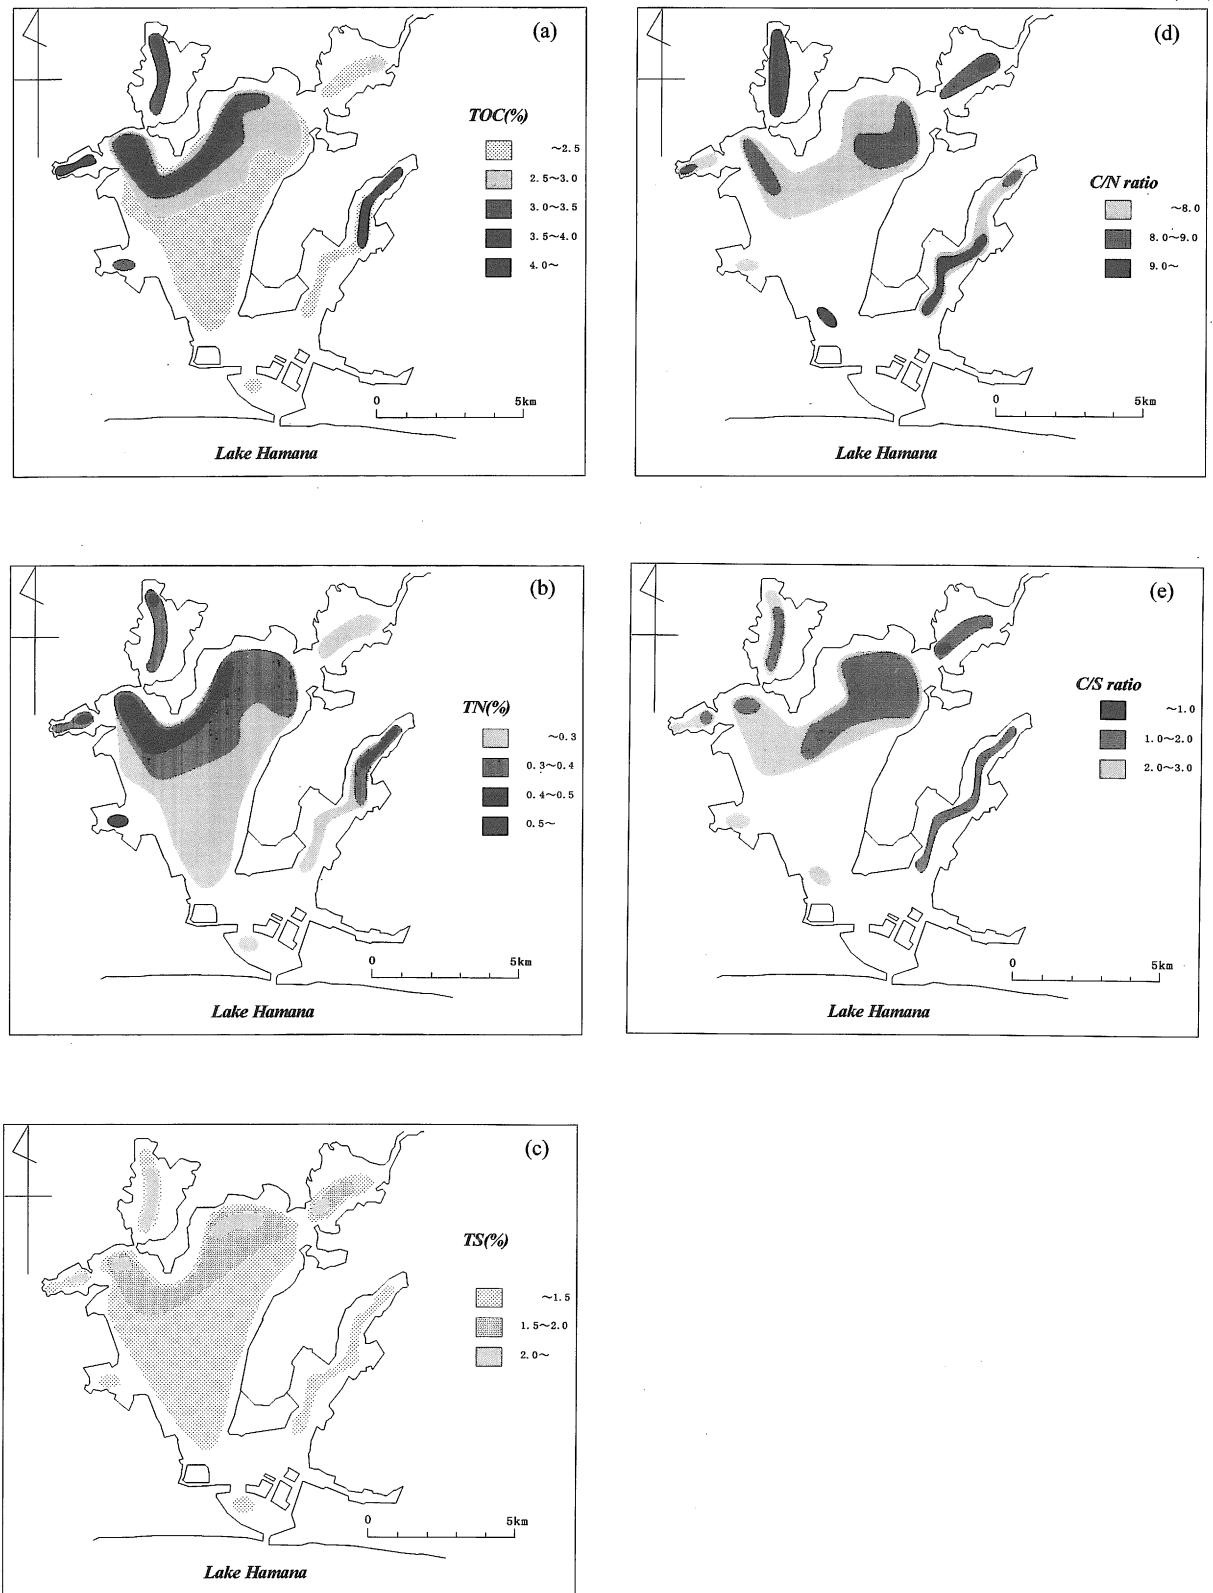 (a)
TOC(%)
~2.5
2.5~3.0
3.0~3.5
3.5~4.0
4.0~
0 5km
Lake Hamana
(d)
C/N ratio
~8.0
8.0~9.0
9.0~
0 5km
Lake Hamana
(b)
TN(%)
~0.3
0.3~0.4
0.4~0.5
0.5~
0 5km
Lake Hamana
(e)
C/S ratio
~1.0
1.0~2.0
2.0~3.0
0 5km
Lake Hamana
(c)
TS(%)
~1.5
1.5~2.0
2.0~
0 5km
Lake Hamana